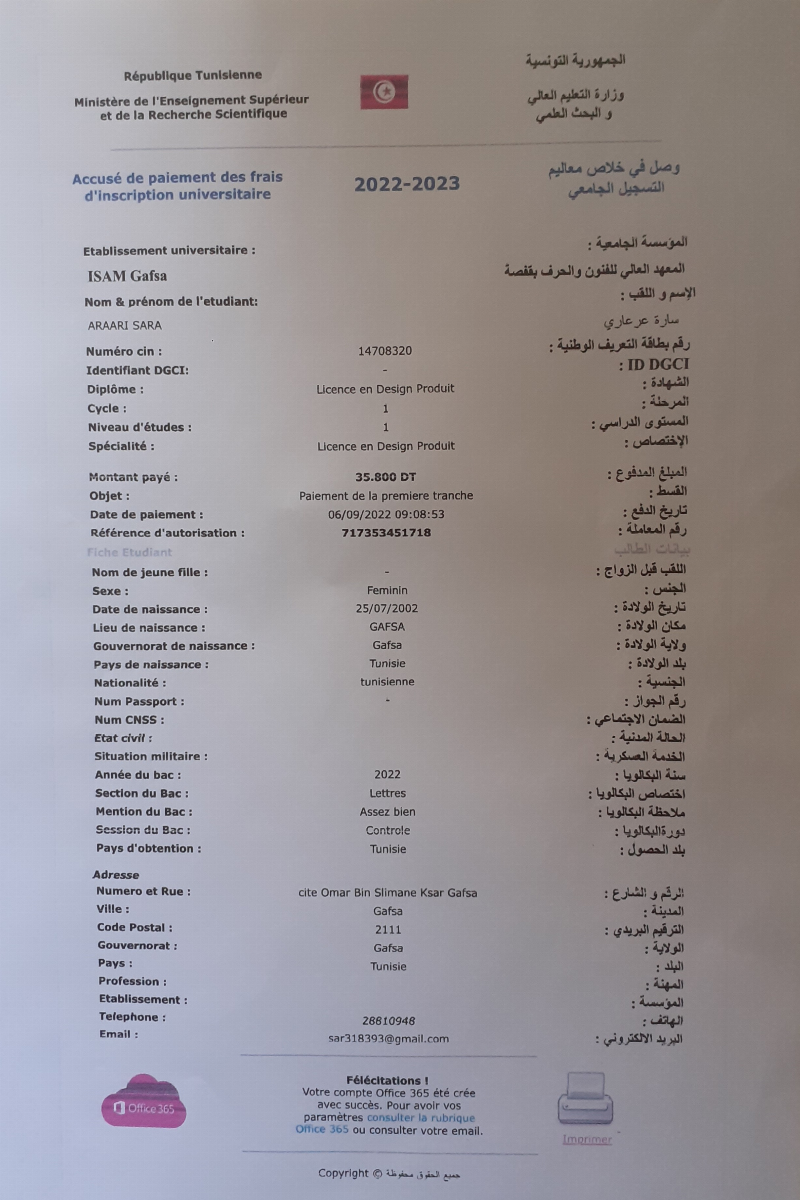 République Tunisienne
Ministère de l'Enseignement Supérieur
et de la Recherche Scientifique
الجمهورية التونسية
وزارة التعليم العالي
و البحث العلمي
Accusé de paiement des frais
d'inscription universitaire
2022-2023
وصل في خلاص معاليم
التسجيل الجامعي
Etablissement universitaire : المؤسسة الجامعية :
ISAM Gafsa المعهد العالي للفنون والحرف بقفصة
Nom & prénom de l'etudiant: الإسم و اللقب :
ARAARI SARA سارة عرعاري
Numéro cin : 14708320 رقم بطاقة التعريف الوطنية :
Identifiant DGCI: - ID DGCI :
Diplôme : Licence en Design Produit الشهادة :
Cycle : 1 المرحلة :
Niveau d'études : 1 المستوى الدراسي :
Spécialité : Licence en Design Produit الإختصاص :
Montant payé : 35.800 DT المبلغ المدفوع :
Objet : Paiement de la premiere tranche القسط :
Date de paiement : 06/09/2022 09:08:53 تاريخ الدفع :
Référence d'autorisation : 717353451718 رقم المعاملة :
Fiche Etudiant بيانات الطالب
Nom de jeune fille : - اللقب قبل الزواج :
Sexe : Feminin الجنس :
Date de naissance : 25/07/2002 تاريخ الولادة :
Lieu de naissance : GAFSA مكان الولادة :
Gouvernorat de naissance : Gafsa ولاية الولادة :
Pays de naissance : Tunisie بلد الولادة :
Nationalité : tunisienne الجنسية :
Num Passport : - رقم الجواز :
Num CNSS : الضمان الاجتماعي :
Etat civil : الحالة المدنية :
Situation militaire : الخدمة العسكرية :
Année du bac : 2022 سنة البكالويا :
Section du Bac : Lettres اختصاص البكالويا :
Mention du Bac : Assez bien ملاحظة البكالويا :
Session du Bac : Controle دورةالبكالويا :
Pays d'obtention : Tunisie بلد الحصول :
Adresse
Numero et Rue : cite Omar Bin Slimane Ksar Gafsa الرقم و الشارع :
Ville : Gafsa المدينة :
Code Postal : 2111 الترقيم البريدي :
Gouvernorat : Gafsa الولاية :
Pays : Tunisie البلد :
Profession : المهنة :
Etablissement : المؤسسة :
Telephone : 28810948 الهاتف :
Email : sar318393@gmail.com البريد الالكتروني :
Office 365
Félécitations !
Votre compte Office 365 été crée
avec succès. Pour avoir vos
paramètres consulter la rubrique
Office 365 ou consulter votre email.
Imprimer
Copyright © جميع الحقوق محفوظة